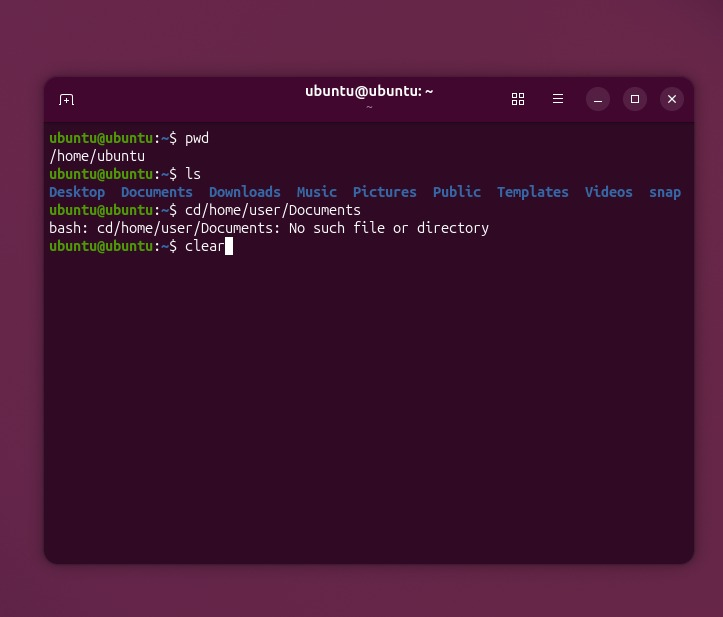 ubuntu@ubuntu: ~
~
ubuntu@ubuntu:~$ pwd
/home/ubuntu
ubuntu@ubuntu:~$ ls
Desktop  Documents  Downloads  Music  Pictures  Public  Templates  Videos  snap
ubuntu@ubuntu:~$ cd/home/user/Documents
bash: cd/home/user/Documents: No such file or directory
ubuntu@ubuntu:~$ clear